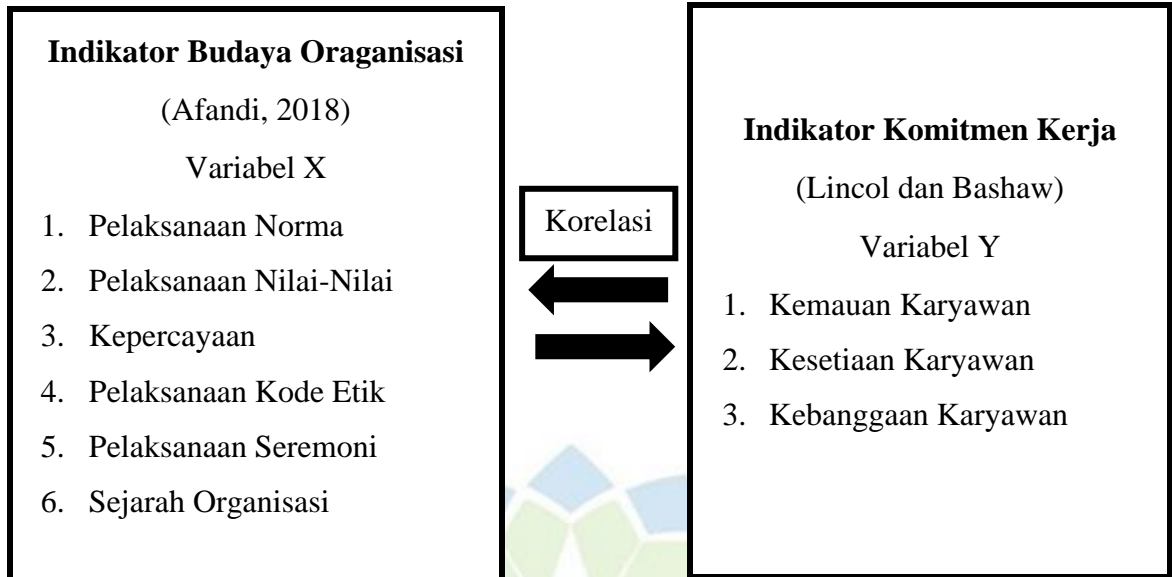 Indikator Budaya Oraganisasi
(Afandi, 2018)
Variabel X
1. Pelaksanaan Norma
2. Pelaksanaan Nilai-Nilai
3. Kepercayaan
4. Pelaksanaan Kode Etik
5. Pelaksanaan Seremoni
6. Sejarah Organisasi
Korelasi
Indikator Komitmen Kerja
(Lincol dan Bashaw)
Variabel Y
1. Kemauan Karyawan
2. Kesetiaan Karyawan
3. Kebanggaan Karyawan